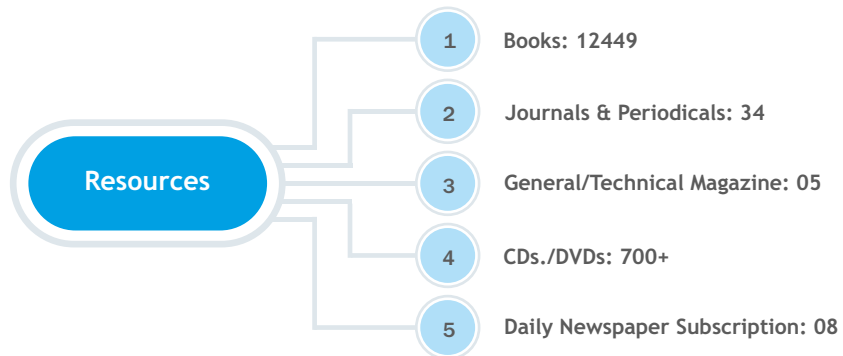 Resources
1 Books: 12449
2 Journals & Periodicals: 34
3 General/Technical Magazine: 05
4 CDs./DVDs: 700+
5 Daily Newspaper Subscription: 08